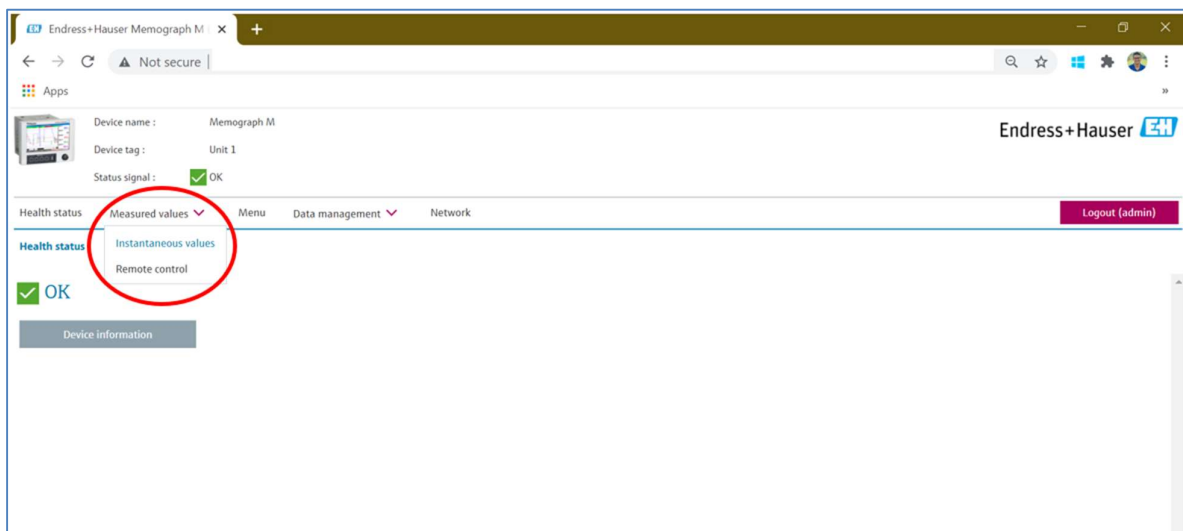 Endress+Hauser Memograph M
Not secure
Apps
Device name : Memograph M
Device tag : Unit 1
Status signal : OK
Endress+Hauser EH
Health status Measured values Menu Data management Network Logout (admin)
Health status
Instantaneous values
Remote control
OK
Device information